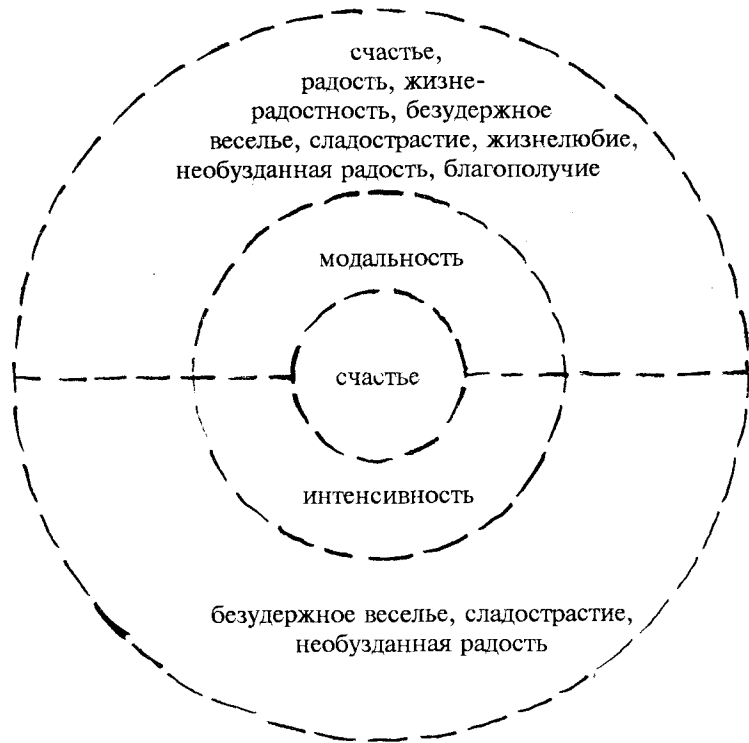 счастье,
радость, жизне-
радостность, безудержное
веселье, сладострастие, жизнелюбие,
необузданная радость, благополучие
модальность
счастье
интенсивность
безудержное веселье, сладострастие,
необузданная радость